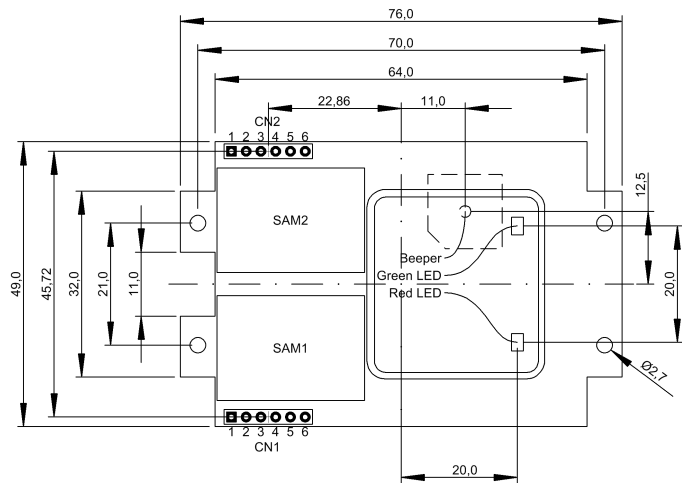 76,0
70,0
64,0
22,86
11,0
CN2
1 2 3 4 5 6
12,5
SAM2
Beeper
Green LED
Red LED
49,0
45,72
32,0
21,0
11,0
20,0
SAM1
Ø2,7
1 2 3 4 5 6
CN1
20,0